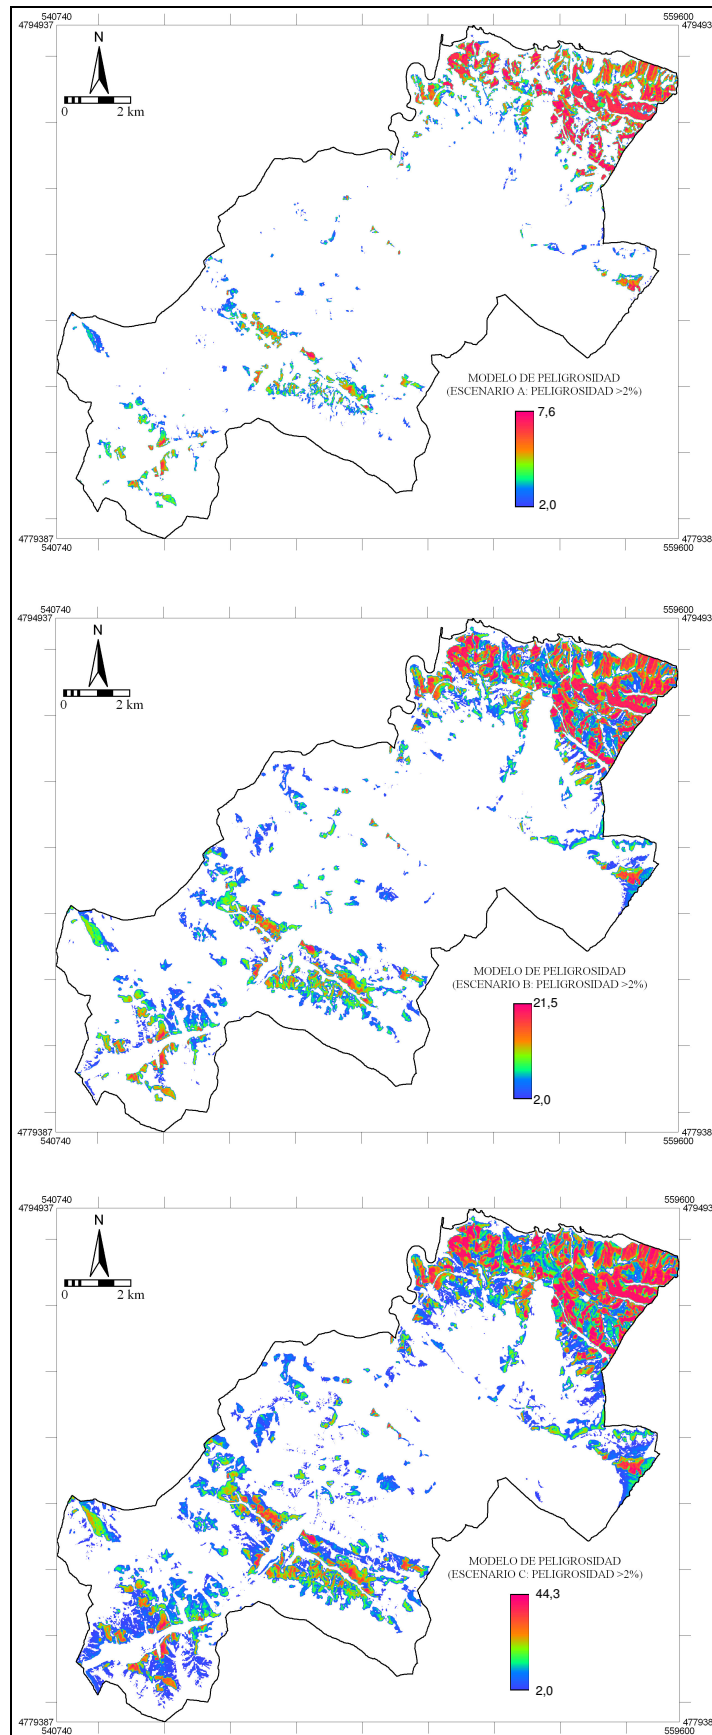 540740 559600
4794937 479493
N
0 2 km
MODELO DE PELIGROSIDAD
(ESCENARIO A: PELIGROSIDAD >2%)
7,6
2,0
4779387 477938
540740 559600
540740 559600
4794937 479493
N
0 2 km
MODELO DE PELIGROSIDAD
(ESCENARIO B: PELIGROSIDAD >2%)
21,5
2,0
4779387 477938
540740 559600
540740 559600
4794937 479493
N
0 2 km
MODELO DE PELIGROSIDAD
(ESCENARIO C: PELIGROSIDAD >2%)
44,3
2,0
4779387 477938
540740 559600